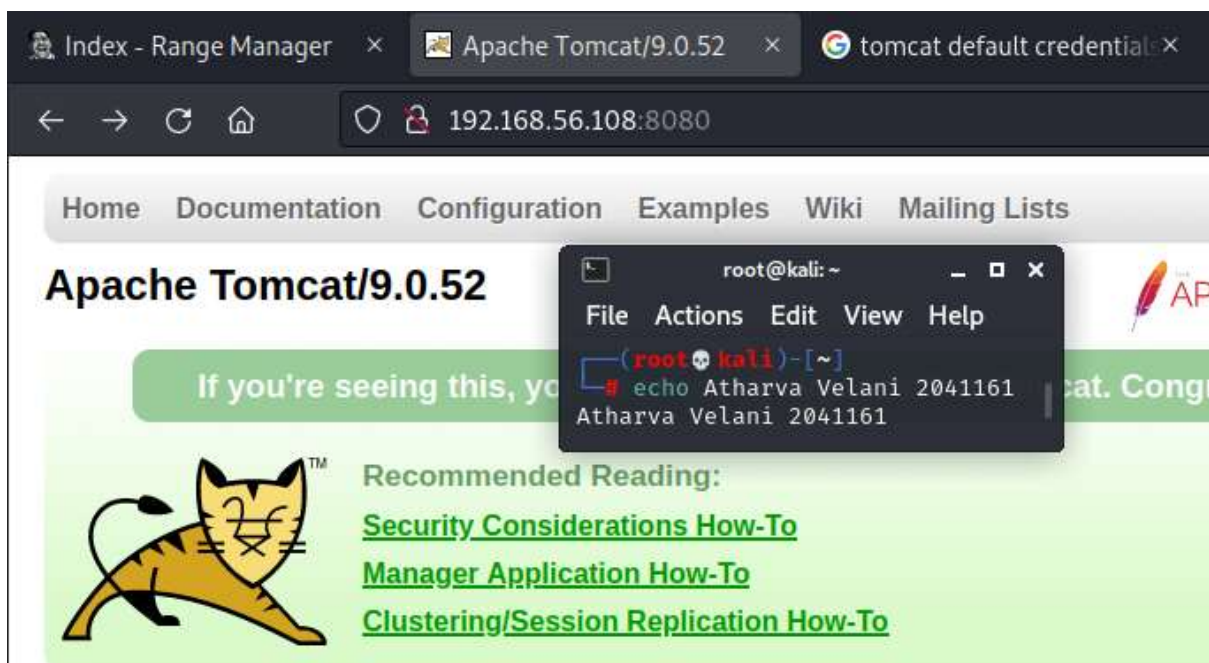 Index - Range Manager
Apache Tomcat/9.0.52
tomcat default credentials
192.168.56.108:8080
Home Documentation Configuration Examples Wiki Mailing Lists
Apache Tomcat/9.0.52
root@kali: ~
File Actions Edit View Help
(root💀kali)-[~]
# echo Atharva Velani 2041161
Atharva Velani 2041161
AP
If you're seeing this, yo
cat. Cong
TM
Recommended Reading:
Security Considerations How-To
Manager Application How-To
Clustering/Session Replication How-To